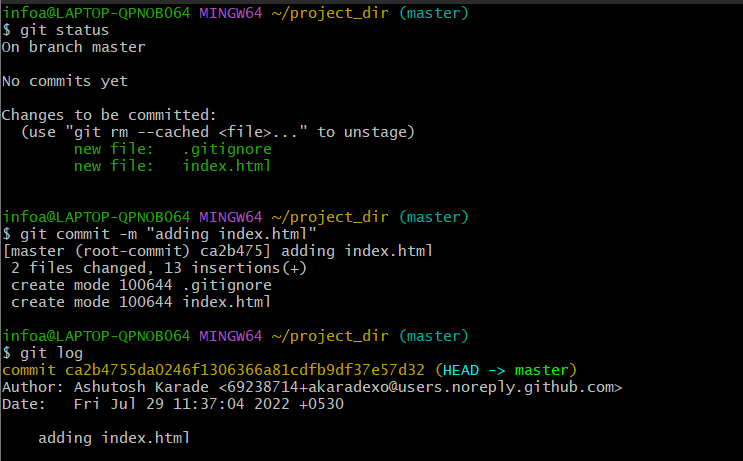 infoa@LAPTOP-QPNOBO64 MINGW64 ~/project_dir (master)
$ git status
On branch master
No commits yet
Changes to be committed:
  (use "git rm --cached <file>..." to unstage)
        new file:   .gitignore
        new file:   index.html
infoa@LAPTOP-QPNOBO64 MINGW64 ~/project_dir (master)
$ git commit -m "adding index.html"
[master (root-commit) ca2b475] adding index.html
 2 files changed, 13 insertions(+)
 create mode 100644 .gitignore
 create mode 100644 index.html
infoa@LAPTOP-QPNOBO64 MINGW64 ~/project_dir (master)
$ git log
commit ca2b4755da0246f1306366a81cdfb9df37e57d32 (HEAD -> master)
Author: Ashutosh Karade <69238714+akaradexo@users.noreply.github.com>
Date:   Fri Jul 29 11:37:04 2022 +0530
    adding index.html